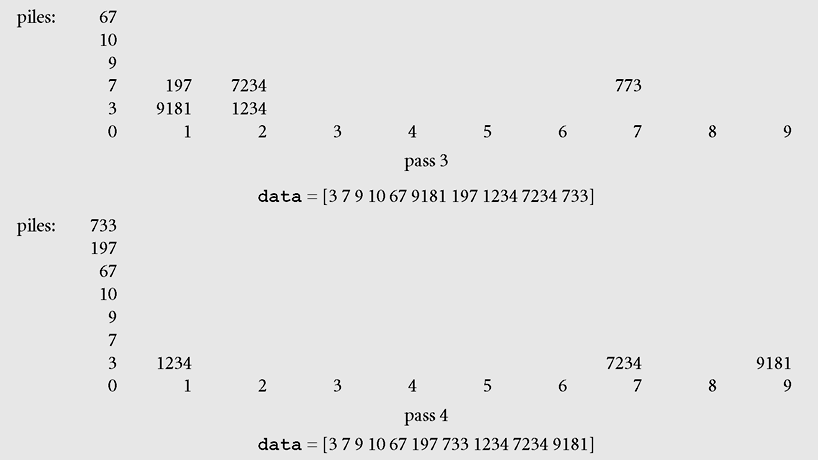 piles: 67
10
9
7 197 7234 773
3 9181 1234
0 1 2 3 4 5 6 7 8 9
pass 3
data = [3 7 9 10 67 9181 197 1234 7234 733]
piles: 733
197
67
10
9
7
3 1234 7234 9181
0 1 2 3 4 5 6 7 8 9
pass 4
data = [3 7 9 10 67 197 733 1234 7234 9181]